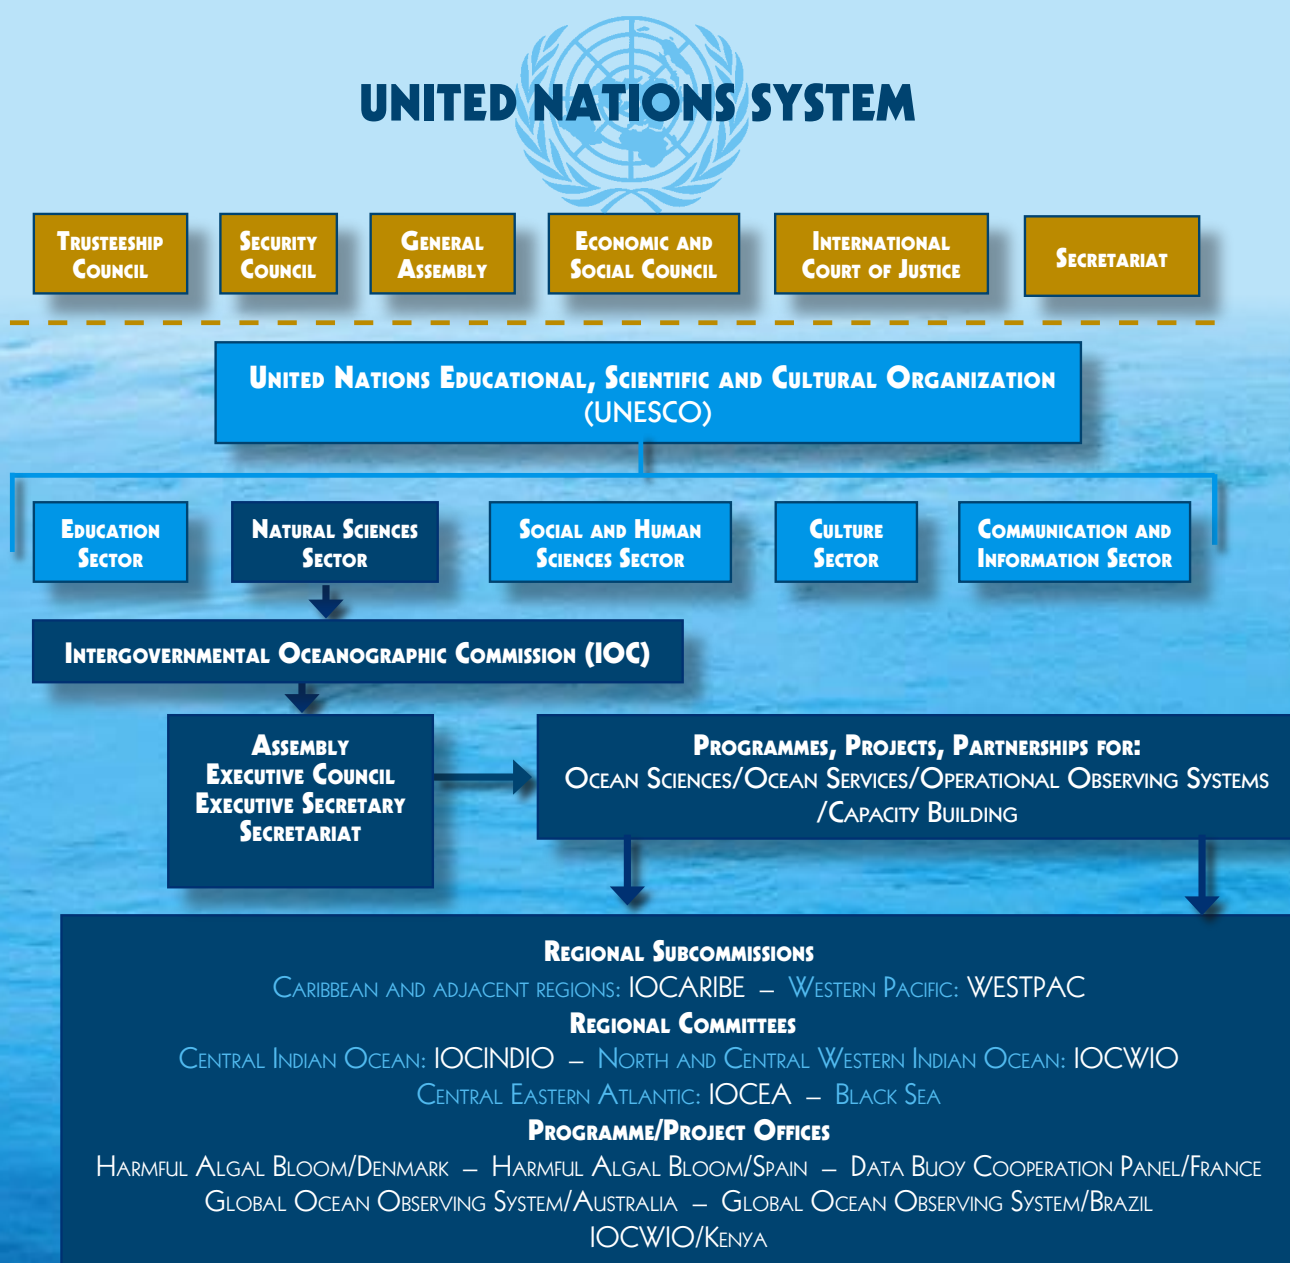 UNITED NATIONS SYSTEM
Trusteeship
Council
Security
Council
General
Assembly
Economic and
Social Council
International
Court of Justice
Secretariat
United Nations Educational, Scientific and Cultural Organization
(UNESCO)
Education
Sector
Natural Sciences
Sector
Social and Human
Sciences Sector
Culture
Sector
Communication and
Information Sector
Intergovernmental Oceanographic Commission (IOC)
Assembly
Executive Council
Executive Secretary
Secretariat
Programmes, Projects, Partnerships for:
Ocean Sciences/Ocean Services/Operational Observing Systems
/Capacity Building
Regional Subcommissions
Caribbean and adjacent regions: IOCARIBE – Western Pacific: WESTPAC
Regional Committees
Central Indian Ocean: IOCINDIO – North and Central Western Indian Ocean: IOCWIO
Central Eastern Atlantic: IOCEA – Black Sea
Programme/Project Offices
Harmful Algal Bloom/Denmark – Harmful Algal Bloom/Spain – Data Buoy Cooperation Panel/France
Global Ocean Observing System/Australia – Global Ocean Observing System/Brazil
IOCWIO/Kenya